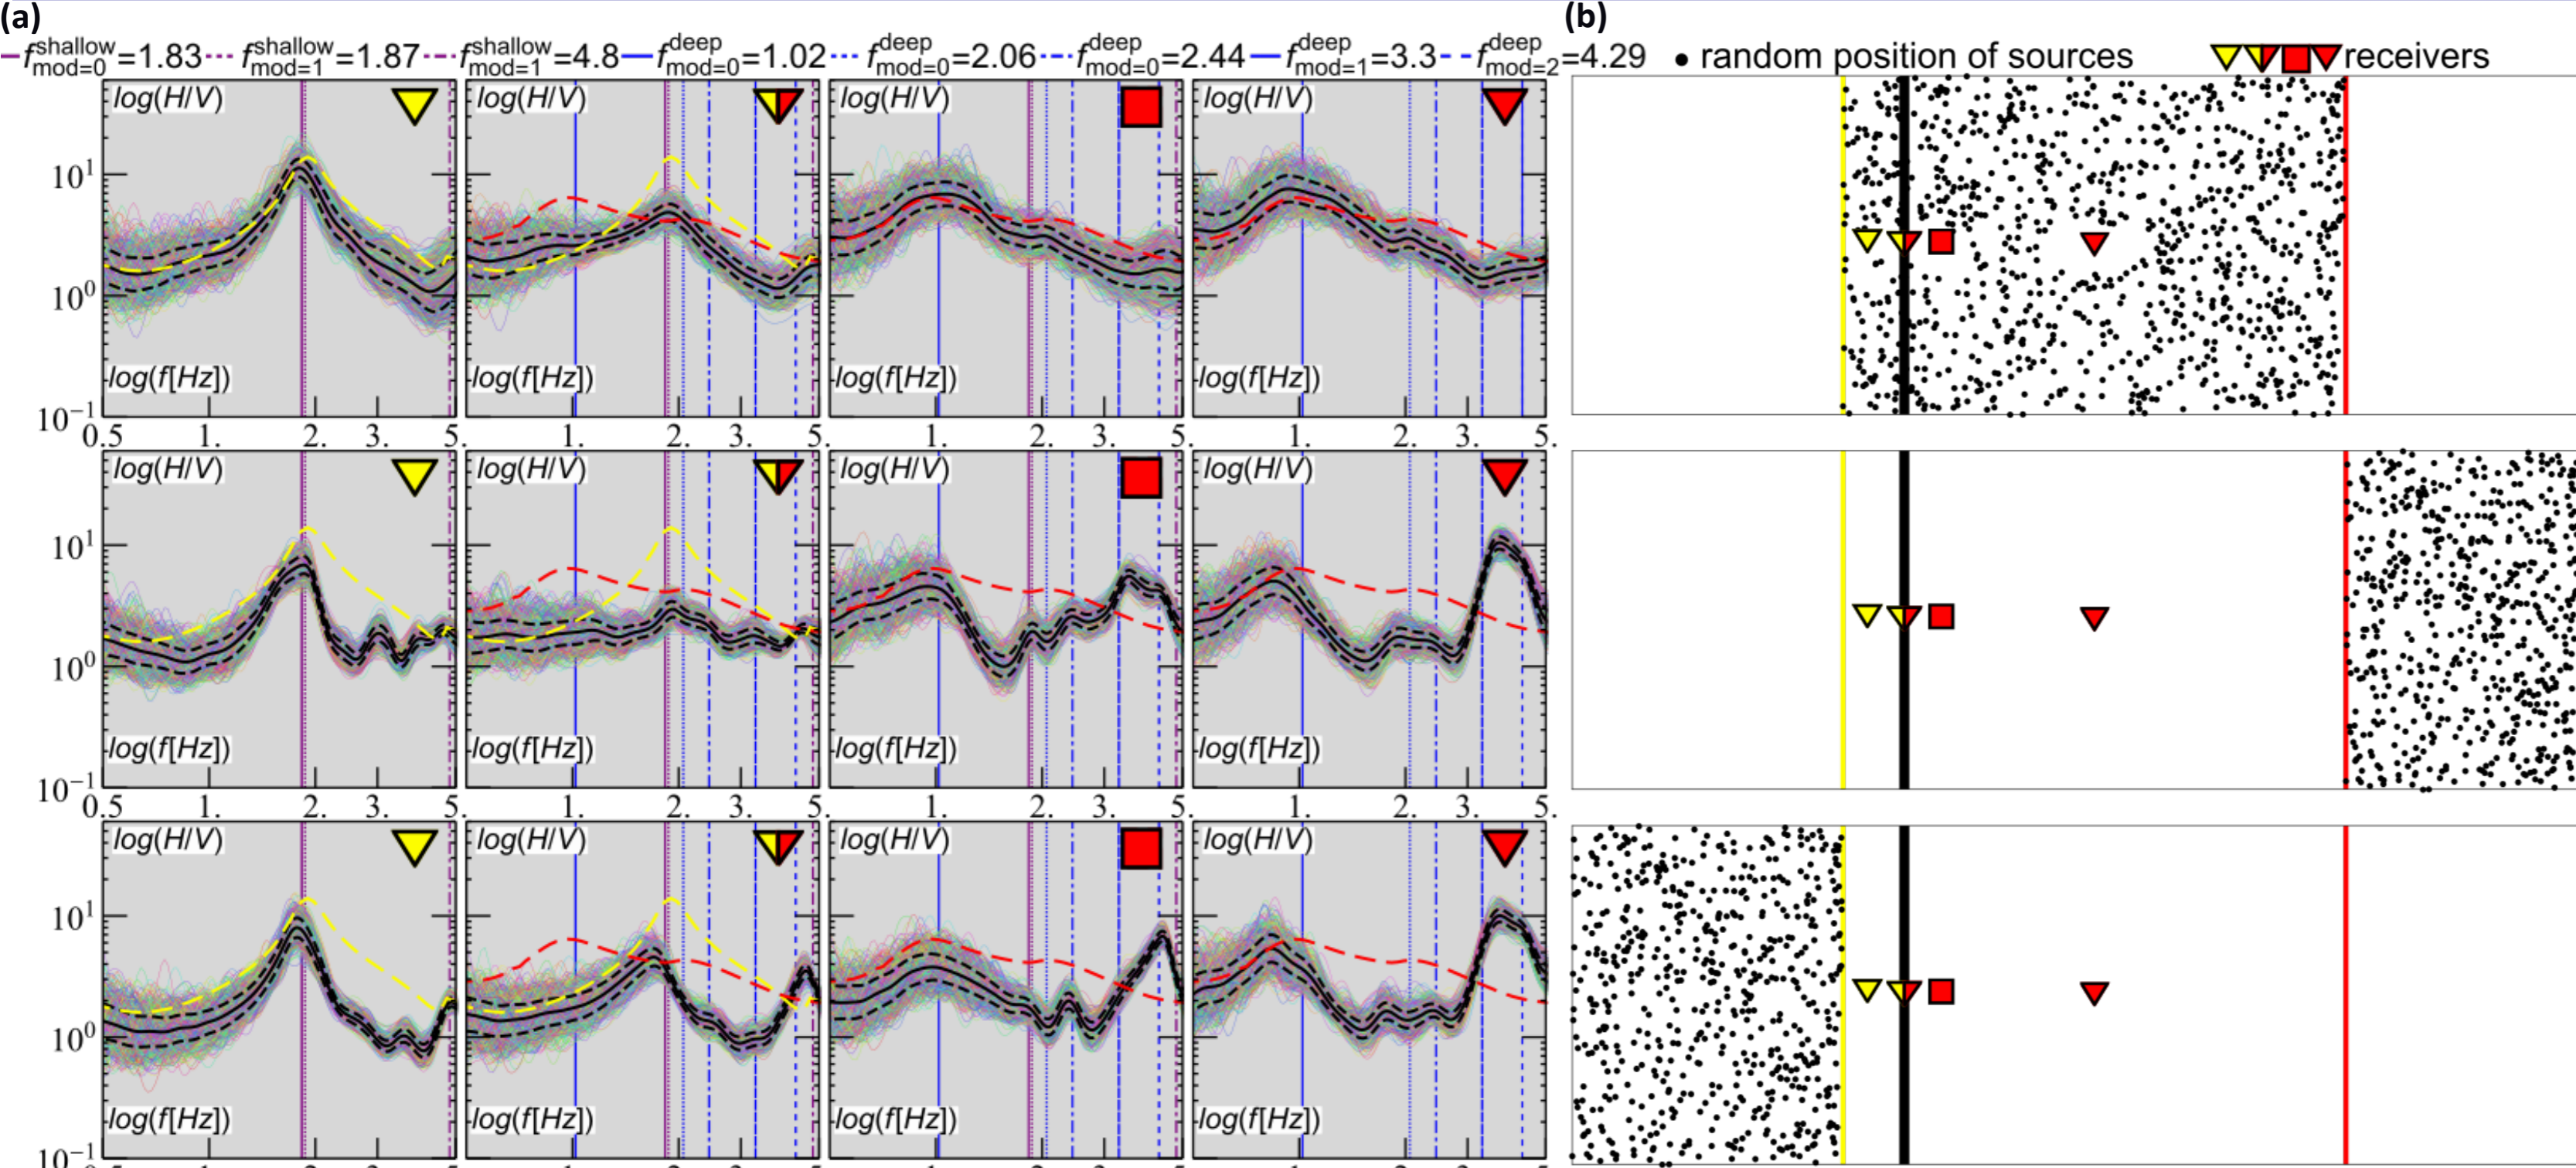 (a) (b)
f^shallow_mod=0=1.83 f^shallow_mod=1=1.87 f^shallow_mod=1=4.8 f^deep_mod=0=1.02 f^deep_mod=0=2.06 f^deep_mod=0=2.44 f^deep_mod=1=3.3 f^deep_mod=2=4.29 random position of sources receivers
log(H/V) log(H/V) log(H/V) log(H/V)
10^1
10^0
log(f[Hz]) log(f[Hz]) log(f[Hz]) log(f[Hz])
10^-1
0.5 1. 2. 3. 5. 1. 2. 3. 5. 1. 2. 3. 5. 1. 2. 3. 5.
log(H/V) log(H/V) log(H/V) log(H/V)
10^1
10^0
log(f[Hz]) log(f[Hz]) log(f[Hz]) log(f[Hz])
10^-1
0.5 1. 2. 3. 5. 1. 2. 3. 5. 1. 2. 3. 5. 1. 2. 3. 5.
log(H/V) log(H/V) log(H/V) log(H/V)
10^1
10^0
log(f[Hz]) log(f[Hz]) log(f[Hz]) log(f[Hz])
10^-1